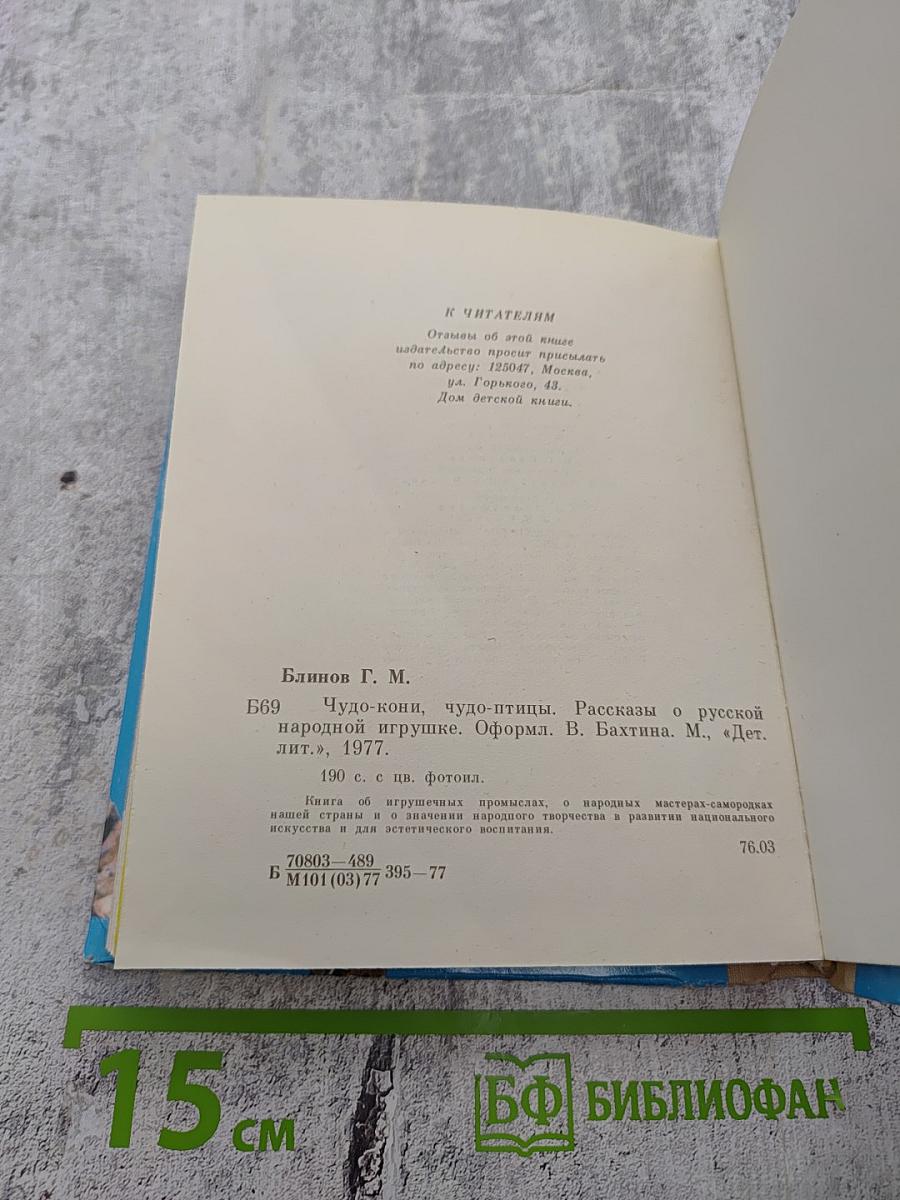 К ЧИТАТЕЛЯМ
Отзывы об этой книге
издательство просит присылать
по адресу: 125047, Москва,
ул. Горького, 43.
Дом детской книги.
Блинов Г. М.
Б69 Чудо-кони, чудо-птицы. Рассказы о русской
народной игрушке. Оформл. В. Бахтина. М., «Дет.
лит.», 1977.
190 с. с цв. фотоил.
Книга об игрушечных промыслах, о народных мастерах-самородках
нашей страны и о значении народного творчества в развитии национального
искусства и для эстетического воспитания.
76.03
Б 70803—489 395—77
М101(03)77
15 см
БФ БИБЛИОФАН